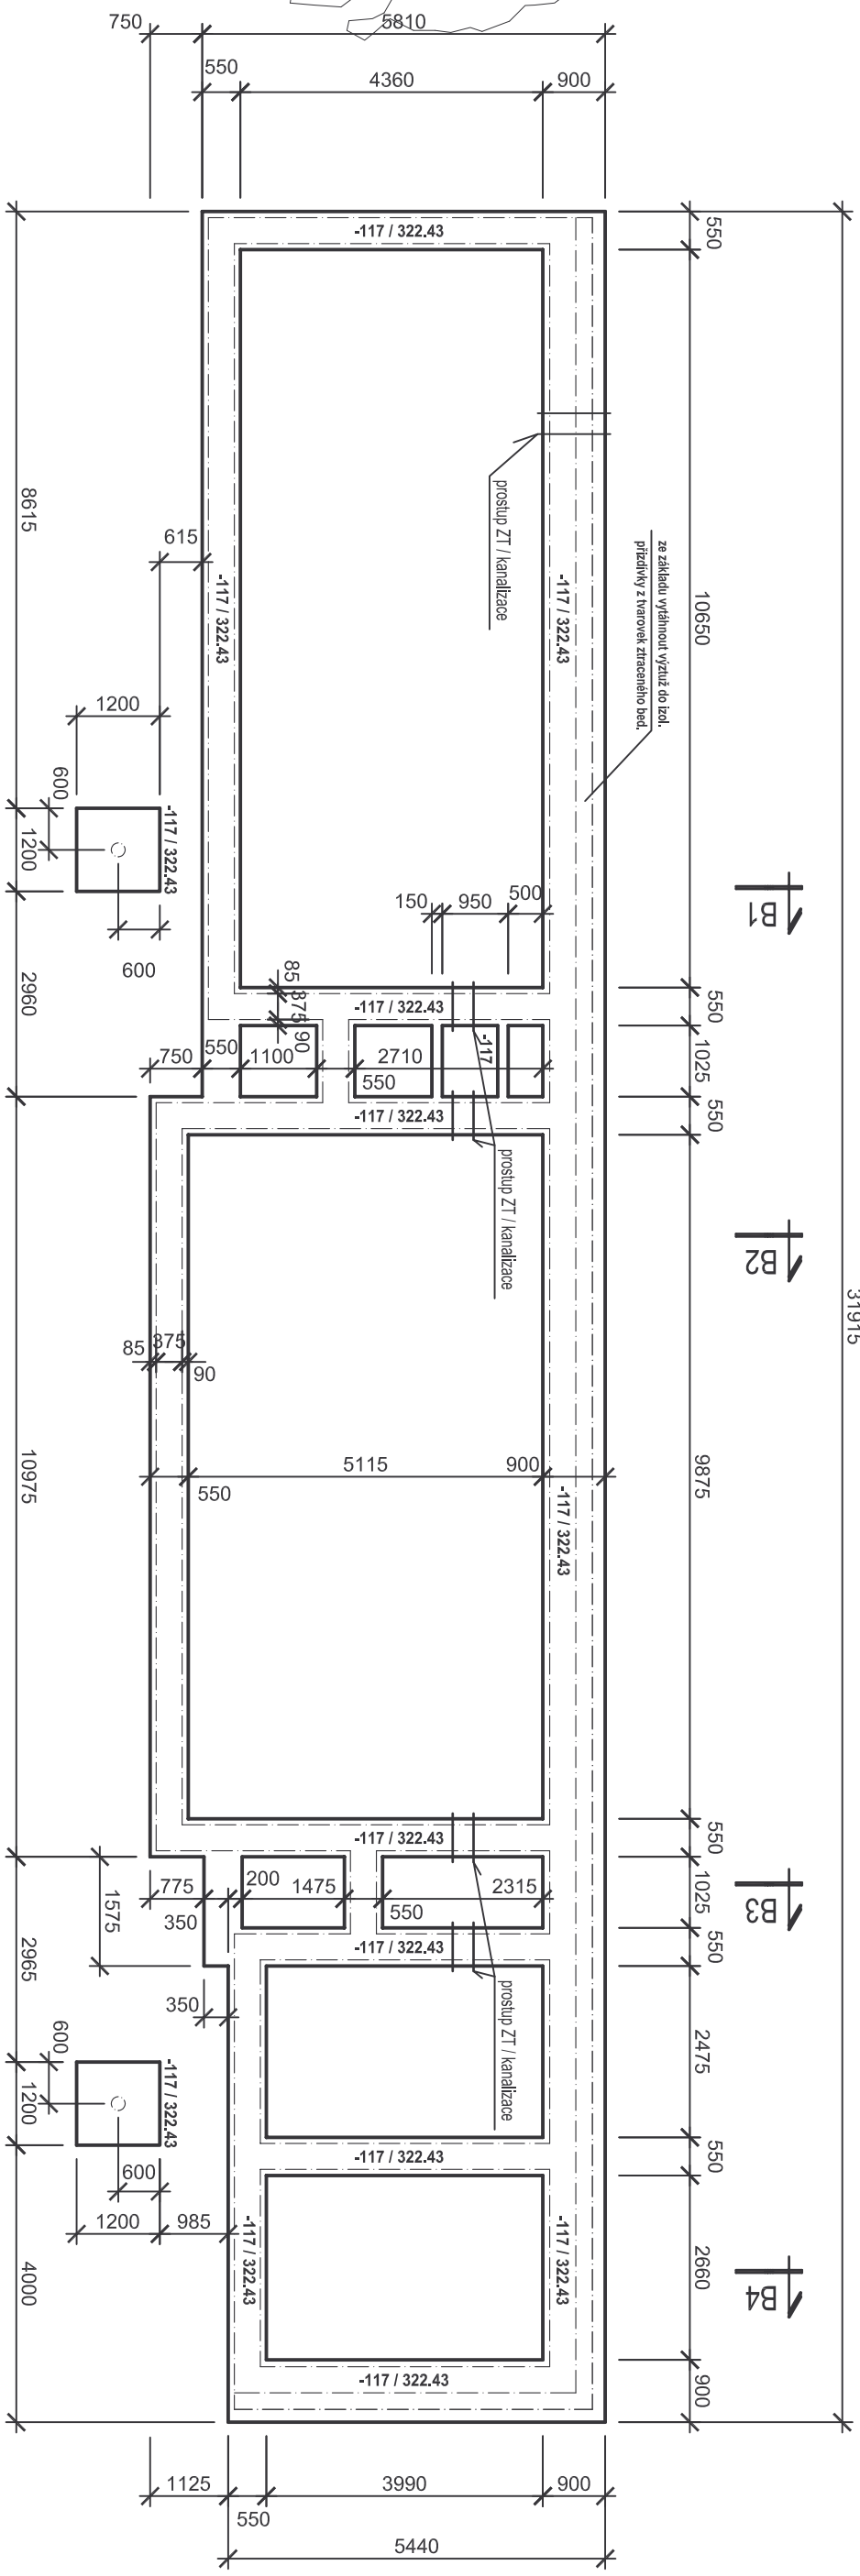 750
5810
550
4360
900
550
-117 / 322.43
8615
10650
31915
prostup ZT / kanalizace
ze základu vytáhnout výztuž do izol.
přizdívky z tvarovek ztraceného bed.
615
-117 / 322.43
-117 / 322.43
1200
600
1200
-117 / 322.43
600
B1
150
950
500
2960
85
375
90
-117 / 322.43
550
750
550
1100
2710
550
-117
1025
-117 / 322.43
550
prostup ZT / kanalizace
B2
85
375
90
10975
5115
900
550
-117 / 322.43
9875
-117 / 322.43
550
775
200
1475
2315
350
550
1025
B3
1575
2965
-117 / 322.43
550
350
prostup ZT / kanalizace
2475
600
1200
-117 / 322.43
600
-117 / 322.43
550
1200
985
-117 / 322.43
-117 / 322.43
2660
B4
4000
-117 / 322.43
900
1125
3990
900
550
5440